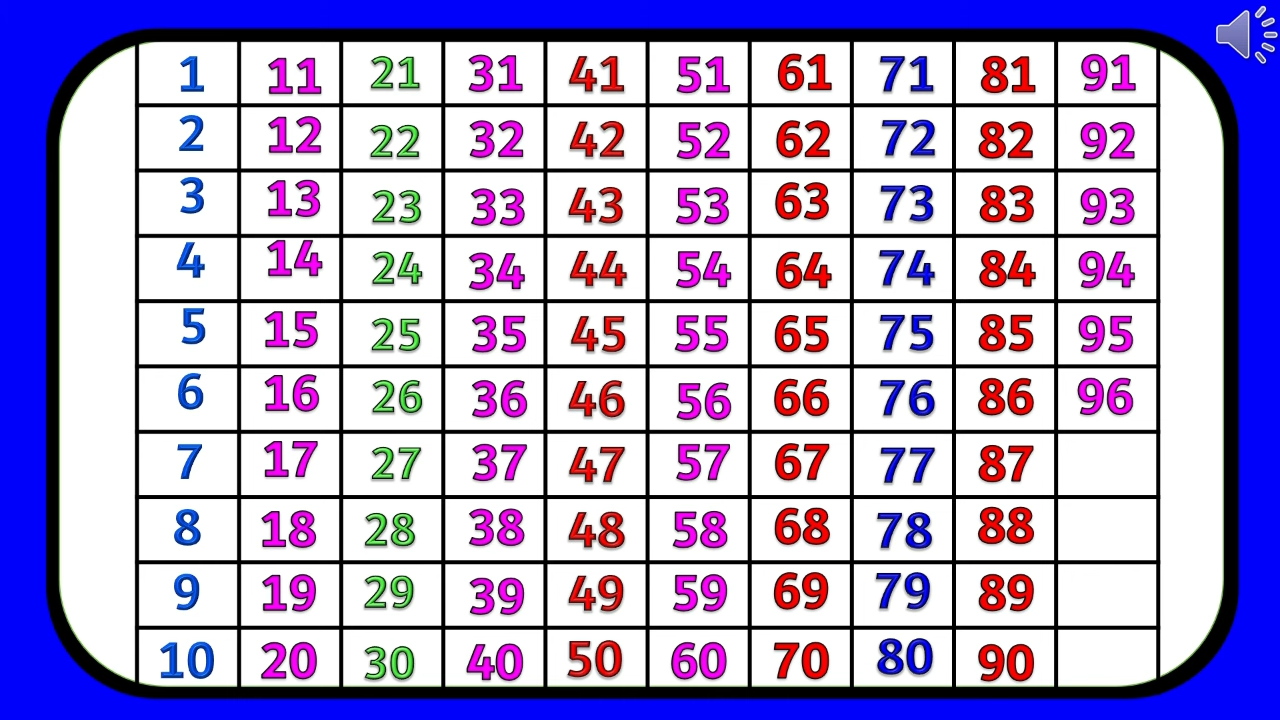 1 11 21 31 41 51 61 71 81 91
2 12 22 32 42 52 62 72 82 92
3 13 23 33 43 53 63 73 83 93
4 14 24 34 44 54 64 74 84 94
5 15 25 35 45 55 65 75 85 95
6 16 26 36 46 56 66 76 86 96
7 17 27 37 47 57 67 77 87
8 18 28 38 48 58 68 78 88
9 19 29 39 49 59 69 79 89
10 20 30 40 50 60 70 80 90